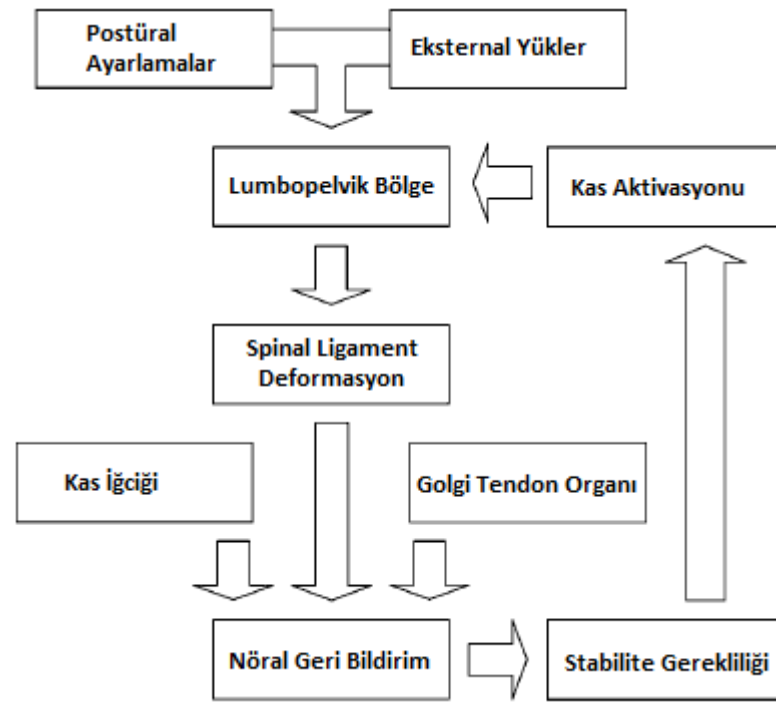 Postüral
Ayarlamalar
Eksternal Yükler
Lumbopelvik Bölge
Kas Aktivasyonu
Spinal Ligament
Deformasyon
Kas İğciği
Golgi Tendon Organı
Nöral Geri Bildirim
Stabilite Gerekliliği